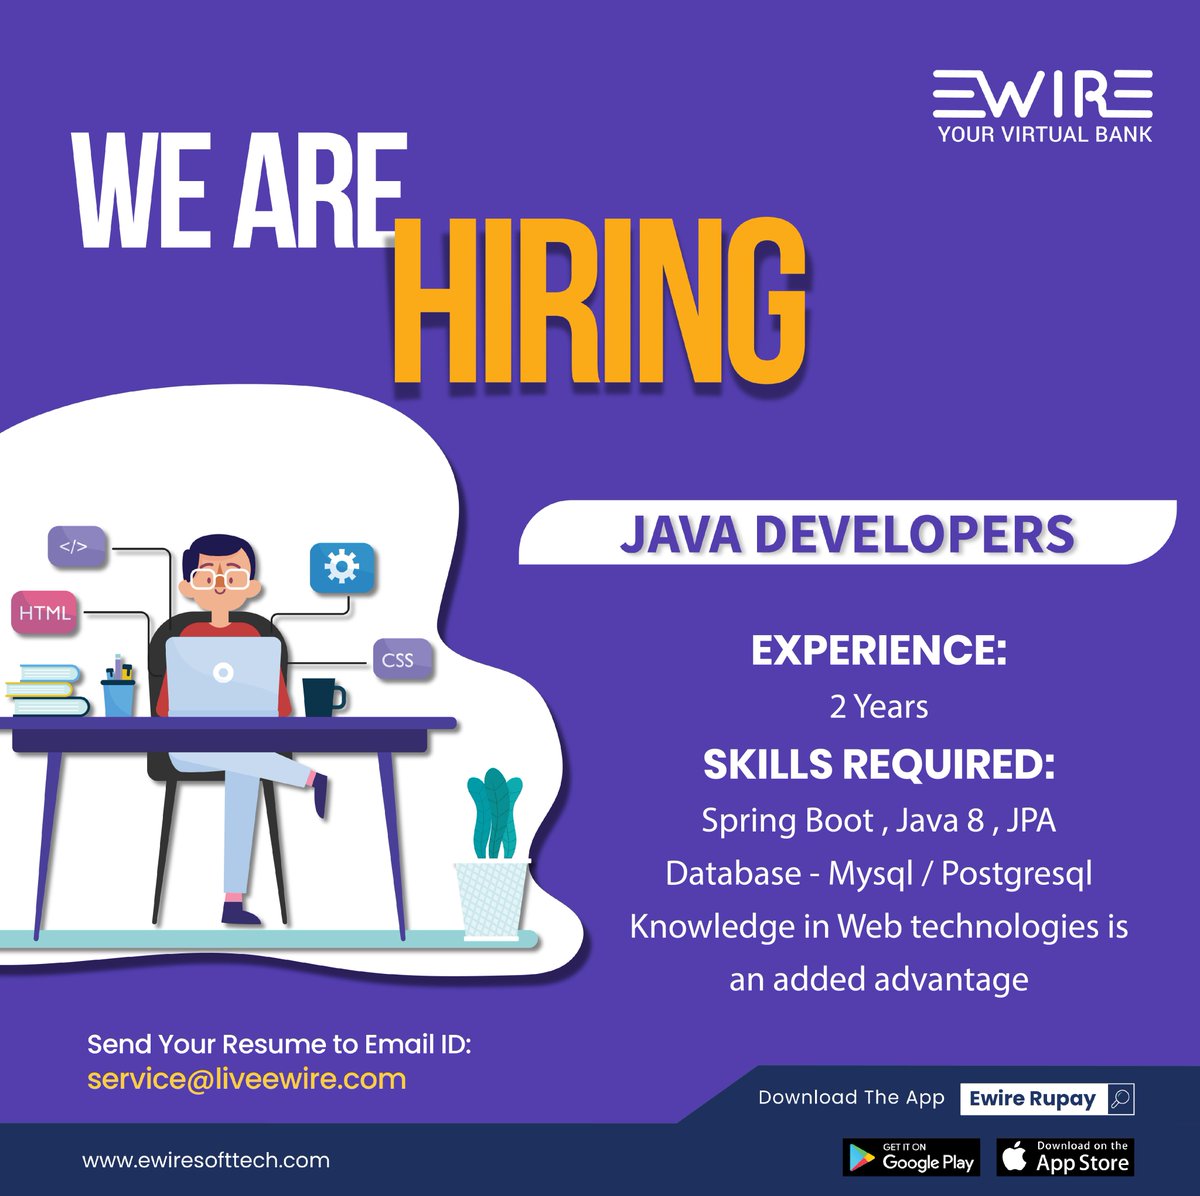 EWIRE
YOUR VIRTUAL BANK
WE ARE
HIRING
JAVA DEVELOPERS
</>
HTML
CSS
EXPERIENCE:
2 Years
SKILLS REQUIRED:
Spring Boot , Java 8 , JPA
Database - Mysql / Postgresql
Knowledge in Web technologies is
an added advantage
Send Your Resume to Email ID:
service@liveewire.com
Download The App
Ewire Rupay
www.ewiresofttech.com
GET IT ON
Google Play
Download on the
App Store